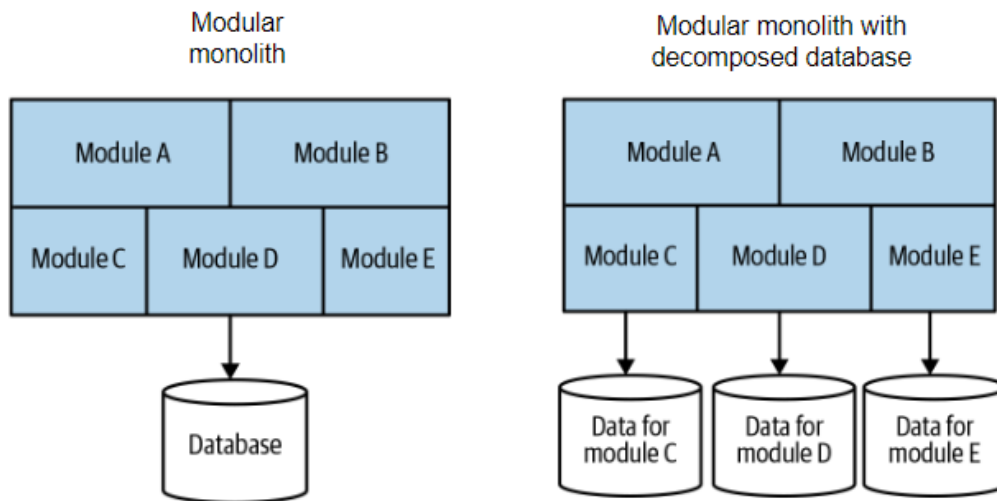 Modular
monolith
Module A
Module B
Module C
Module D
Module E
Database
Modular monolith with
decomposed database
Module A
Module B
Module C
Module D
Module E
Data for
module C
Data for
module D
Data for
module E